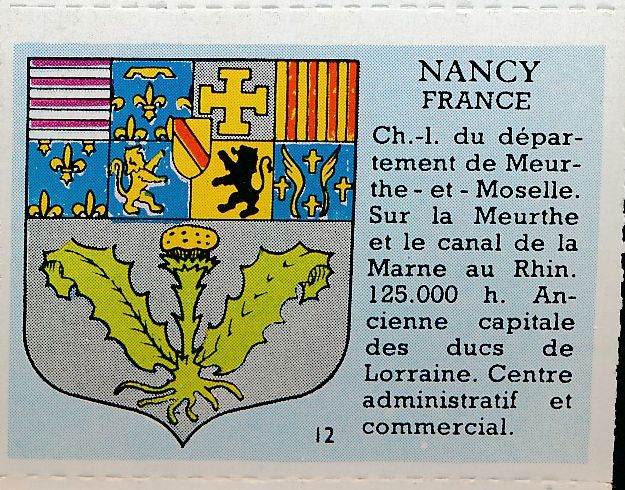 NANCY
FRANCE
Ch.-l. du dépar-
tement de Meur-
the - et - Moselle.
Sur la Meurthe
et le canal de la
Marne au Rhin.
125.000 h. An-
cienne capitale
des ducs de
Lorraine. Centre
administratif et
commercial.
12